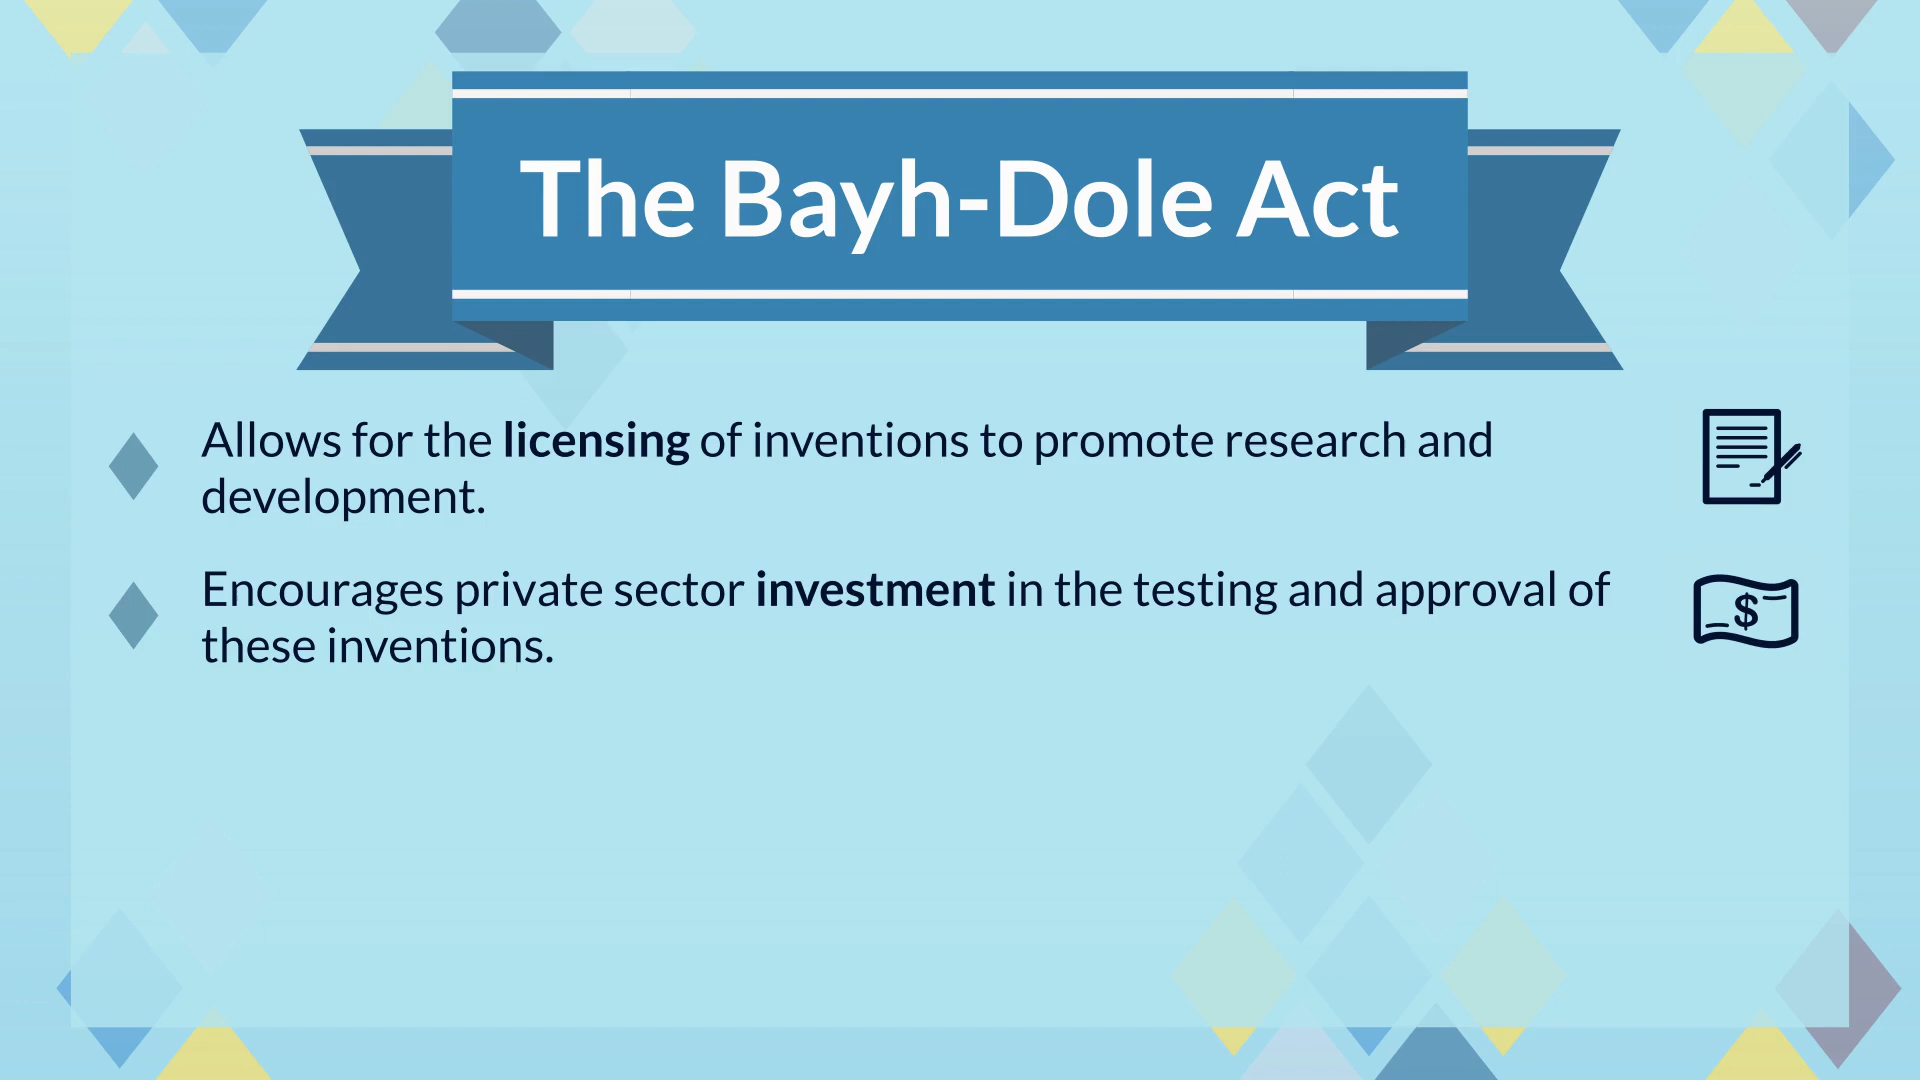 The Bayh-Dole Act
Allows for the licensing of inventions to promote research and
development.
Encourages private sector investment in the testing and approval of
these inventions.
$